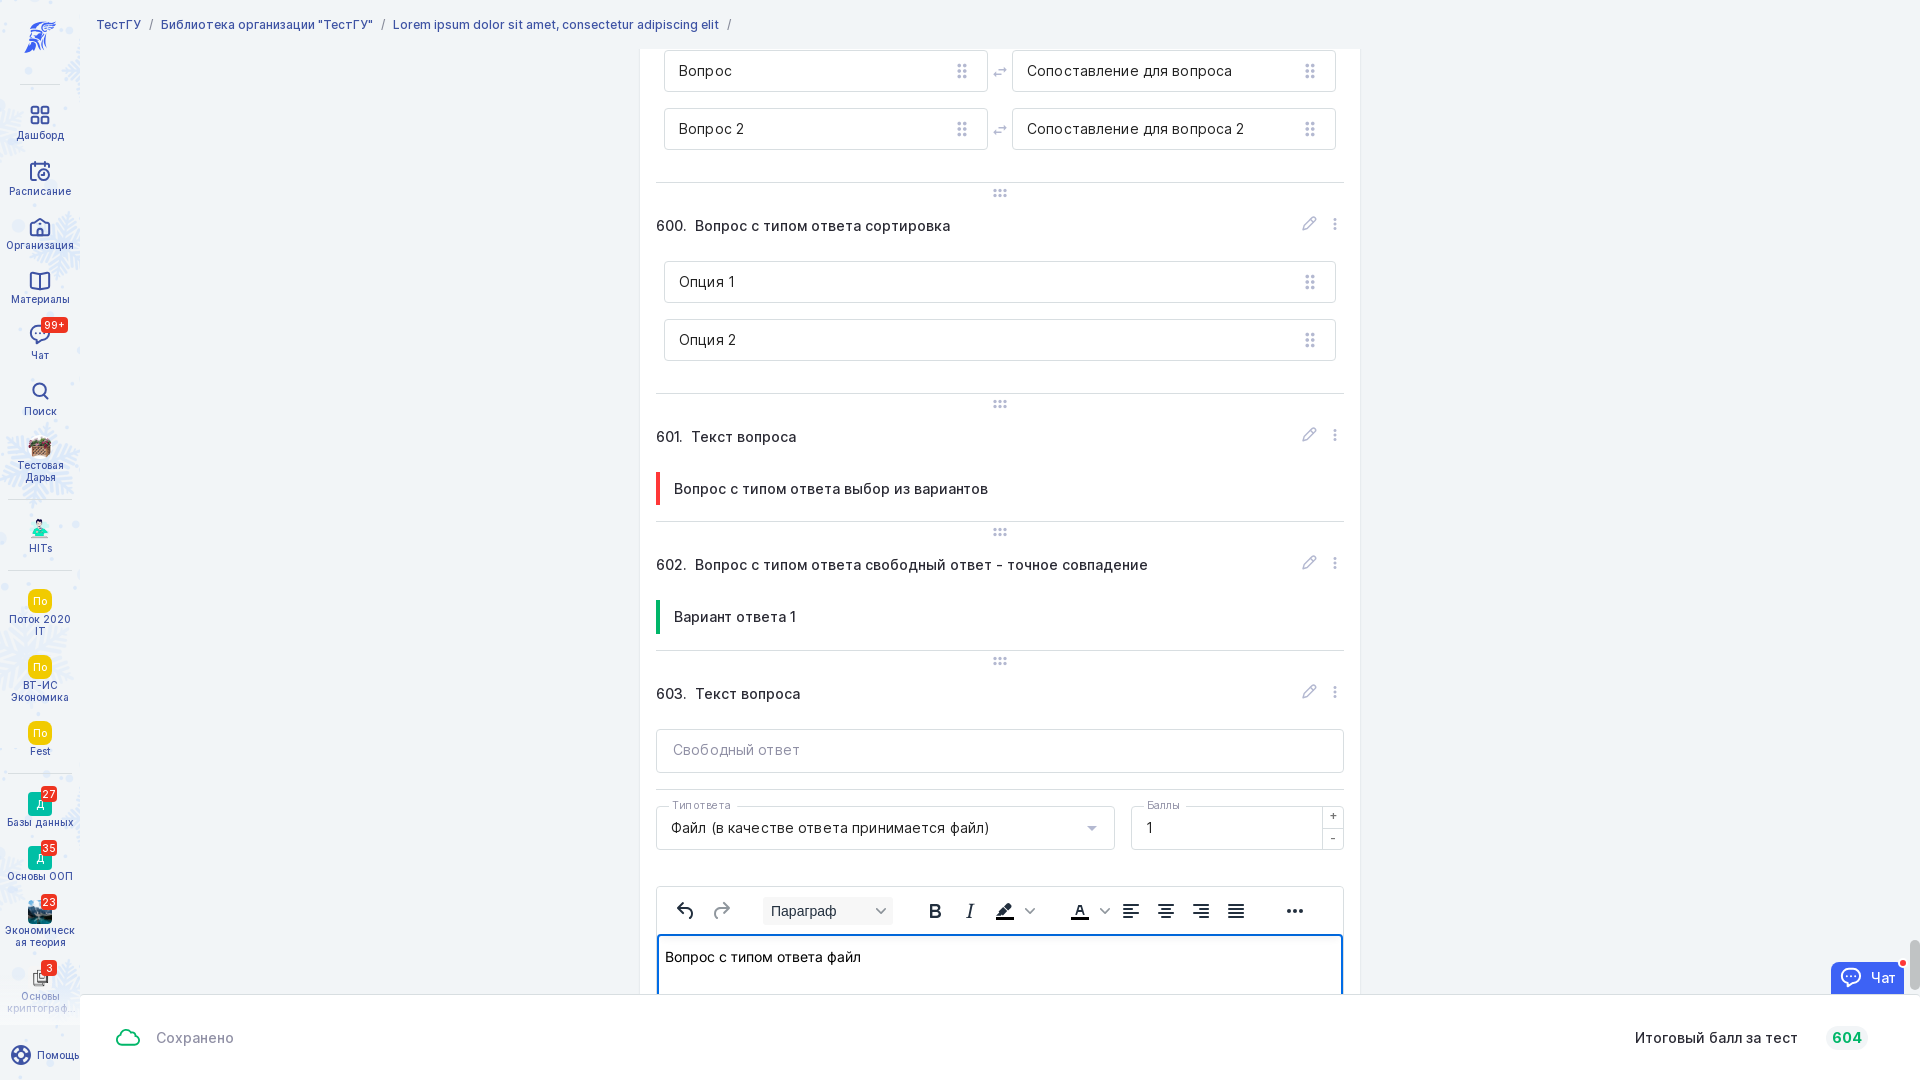 ТестГУ / Библиотека организации "ТестГУ" / Lorem ipsum dolor sit amet, consectetur adipiscing elit /
Дашборд
Расписание
Организация
Материалы
99+
Чат
Поиск
Тестовая
Дарья
HITs
По
Поток 2020
IT
По
ВТ-ИС
Экономика
По
Fest
27
Д
Базы данных
35
Д
Основы ООП
23
Экономическ
ая теория
3
Основы
криптограф...
Помощь
Вопрос
Сопоставление для вопроса
Вопрос 2
Сопоставление для вопроса 2
600. Вопрос с типом ответа сортировка
Опция 1
Опция 2
601. Текст вопроса
Вопрос с типом ответа выбор из вариантов
602. Вопрос с типом ответа свободный ответ - точное совпадение
Вариант ответа 1
603. Текст вопроса
Свободный ответ
Тип ответа
Файл (в качестве ответа принимается файл)
Баллы
1
+
-
Параграф
B I A
Вопрос с типом ответа файл
Чат
Сохранено
Итоговый балл за тест 604